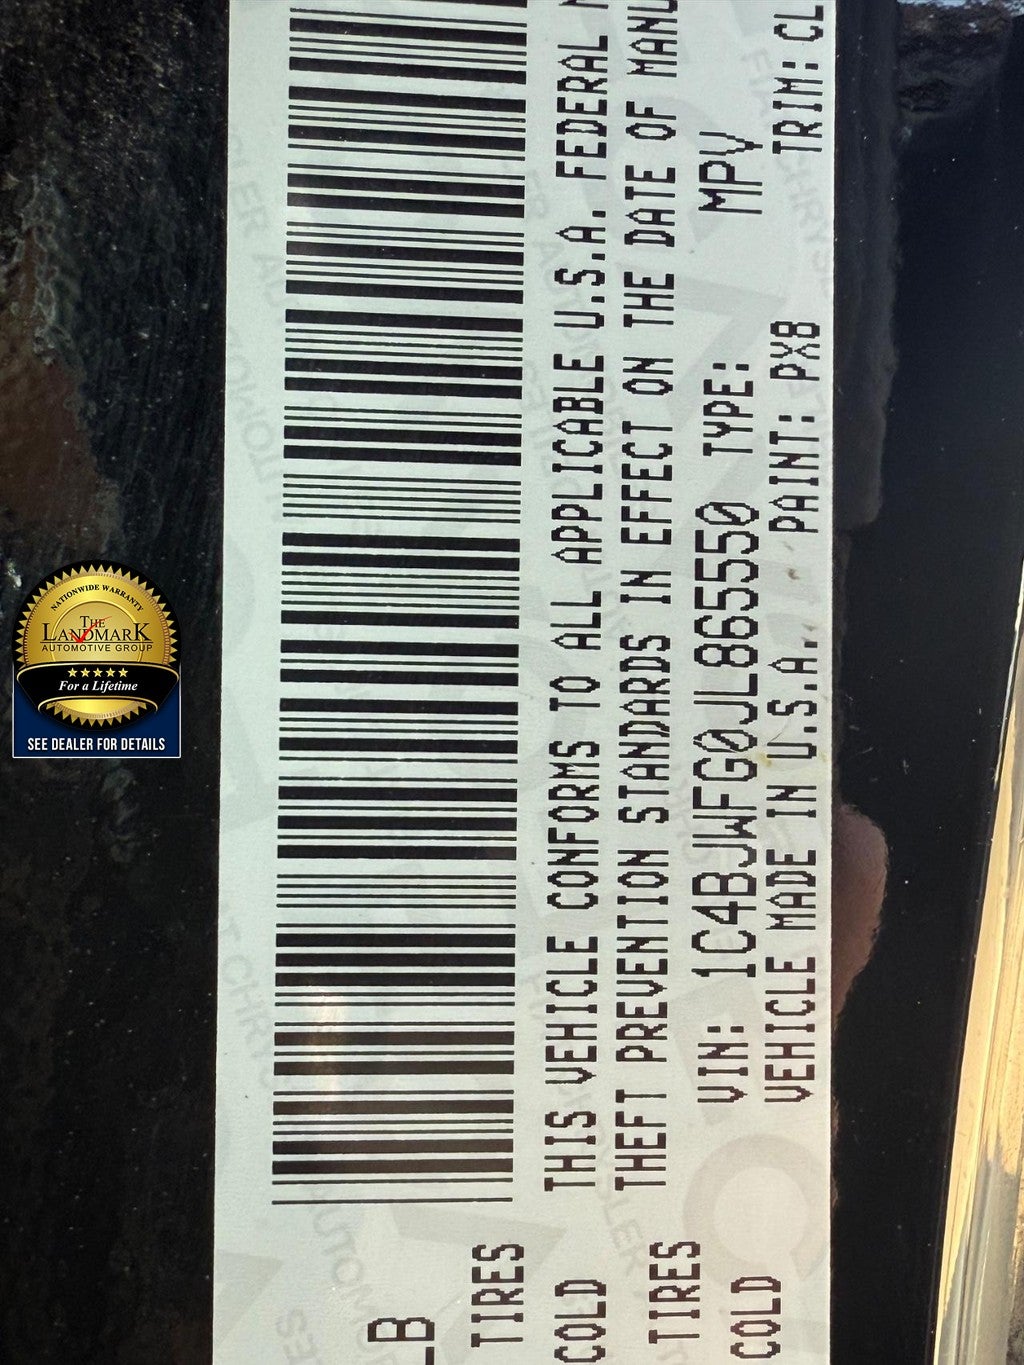 LB
TIRES
COLD
TIRES
COLD
THIS VEHICLE CONFORMS TO ALL APPLICABLE U.S.A. FEDERAL
THEFT PREVENTION STANDARDS IN EFFECT ON THE DATE OF MANU
VIN: 1C4BJWFG0JL865550 TYPE: MPV
VEHICLE MADE IN U.S.A. PAINT: PX8 TRIM: CL
NATIONWIDE WARRANTY
THE
LANDMARK
AUTOMOTIVE GROUP
For a Lifetime
SEE DEALER FOR DETAILS